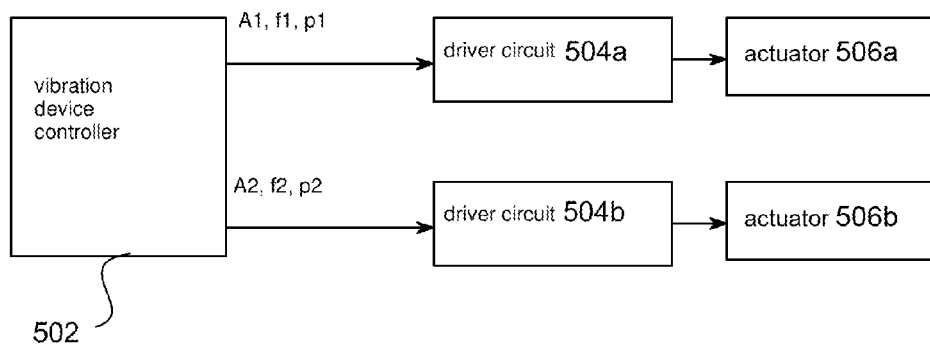 A1, f1, p1
vibration
device
controller
driver circuit 504a
actuator 506a
A2, f2, p2
driver circuit 504b
actuator 506b
502